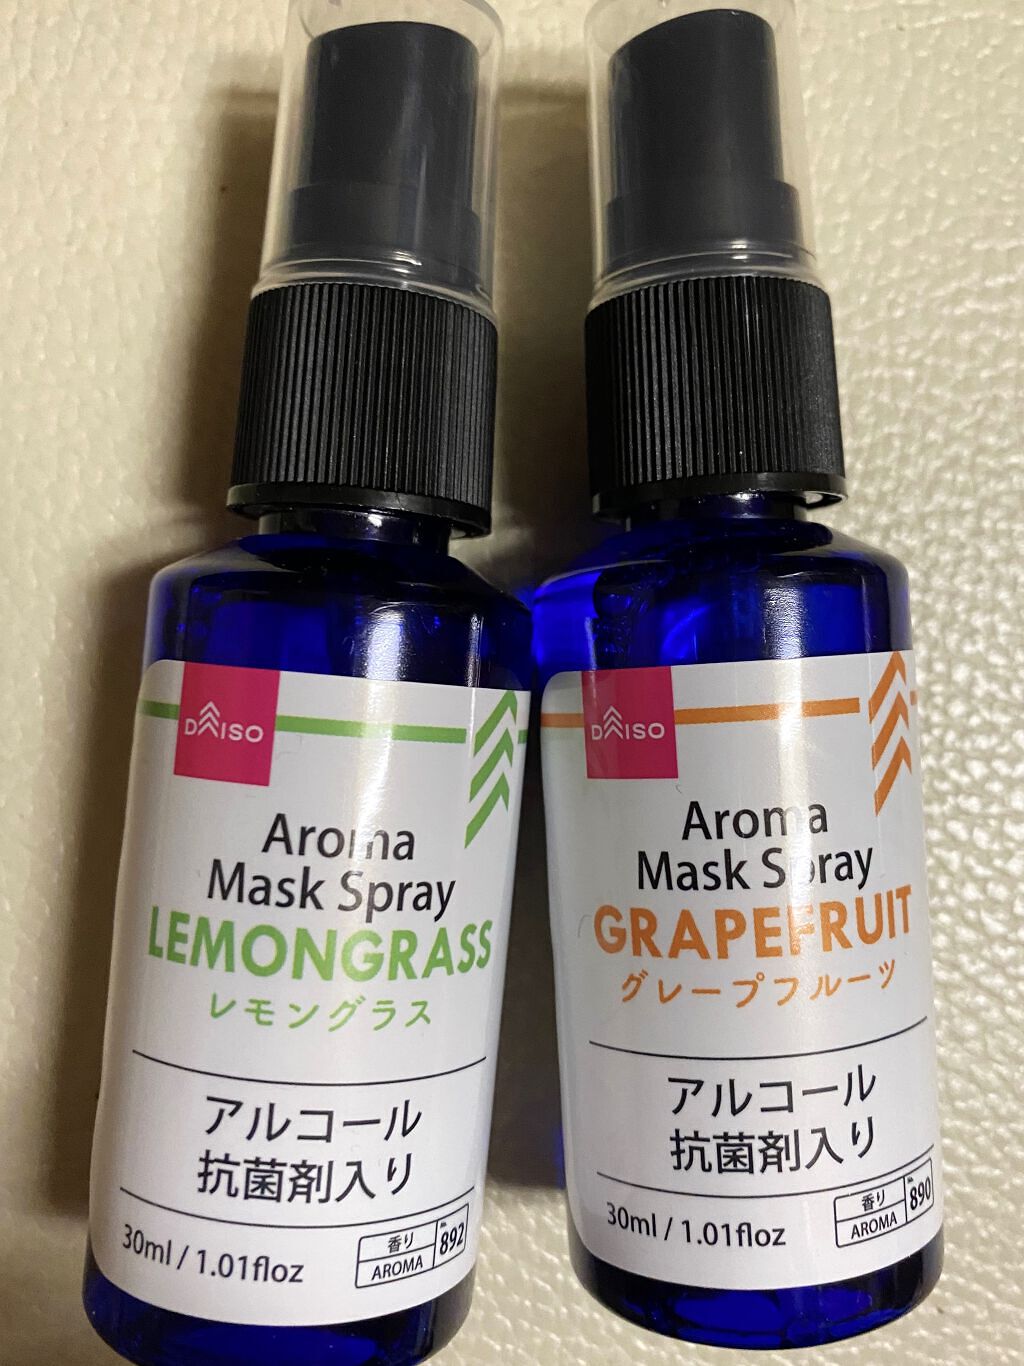 DAISO
Aroma
Mask Spray
LEMONGRASS
レモングラス
アルコール
抗菌剤入り
30ml / 1.01floz
香り
AROMA
№
892
DAISO
Aroma
Mask Spray
GRAPEFRUIT
グレープフルーツ
アルコール
抗菌剤入り
30ml / 1.01floz
香り
AROMA
№
890